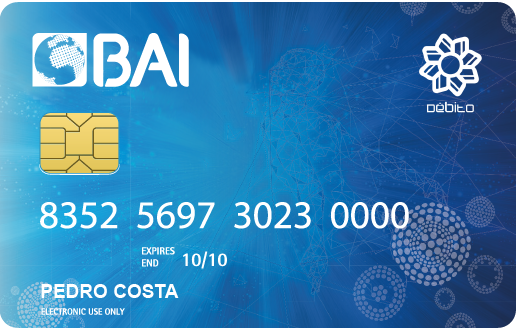 BAI
Débito
8352 5697 3023 0000
EXPIRES
END 10/10
PEDRO COSTA
ELECTRONIC USE ONLY